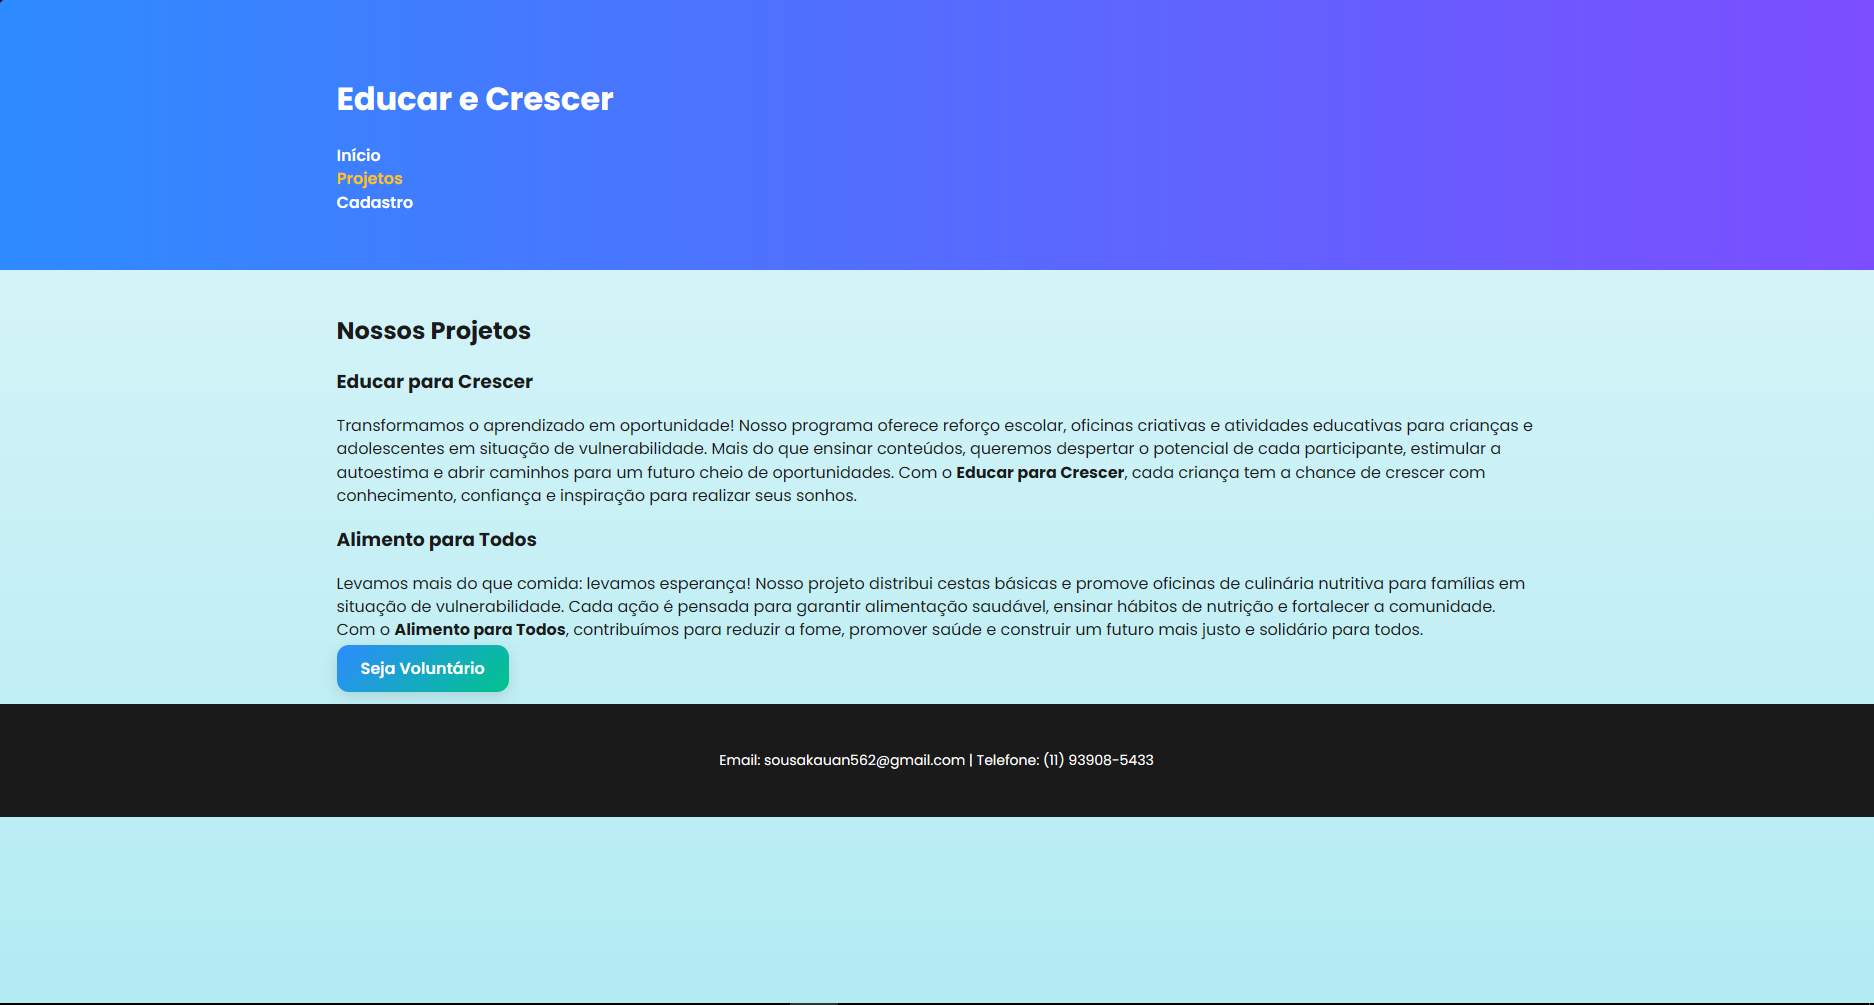 Educar e Crescer
Início
Projetos
Cadastro
Nossos Projetos
Educar para Crescer
Transformamos o aprendizado em oportunidade! Nosso programa oferece reforço escolar, oficinas criativas e atividades educativas para crianças e
adolescentes em situação de vulnerabilidade. Mais do que ensinar conteúdos, queremos despertar o potencial de cada participante, estimular a
autoestima e abrir caminhos para um futuro cheio de oportunidades. Com o Educar para Crescer, cada criança tem a chance de crescer com
conhecimento, confiança e inspiração para realizar seus sonhos.
Alimento para Todos
Levamos mais do que comida: levamos esperança! Nosso projeto distribui cestas básicas e promove oficinas de culinária nutritiva para famílias em
situação de vulnerabilidade. Cada ação é pensada para garantir alimentação saudável, ensinar hábitos de nutrição e fortalecer a comunidade.
Com o Alimento para Todos, contribuímos para reduzir a fome, promover saúde e construir um futuro mais justo e solidário para todos.
Seja Voluntário
Email: sousakauan562@gmail.com | Telefone: (11) 93908-5433